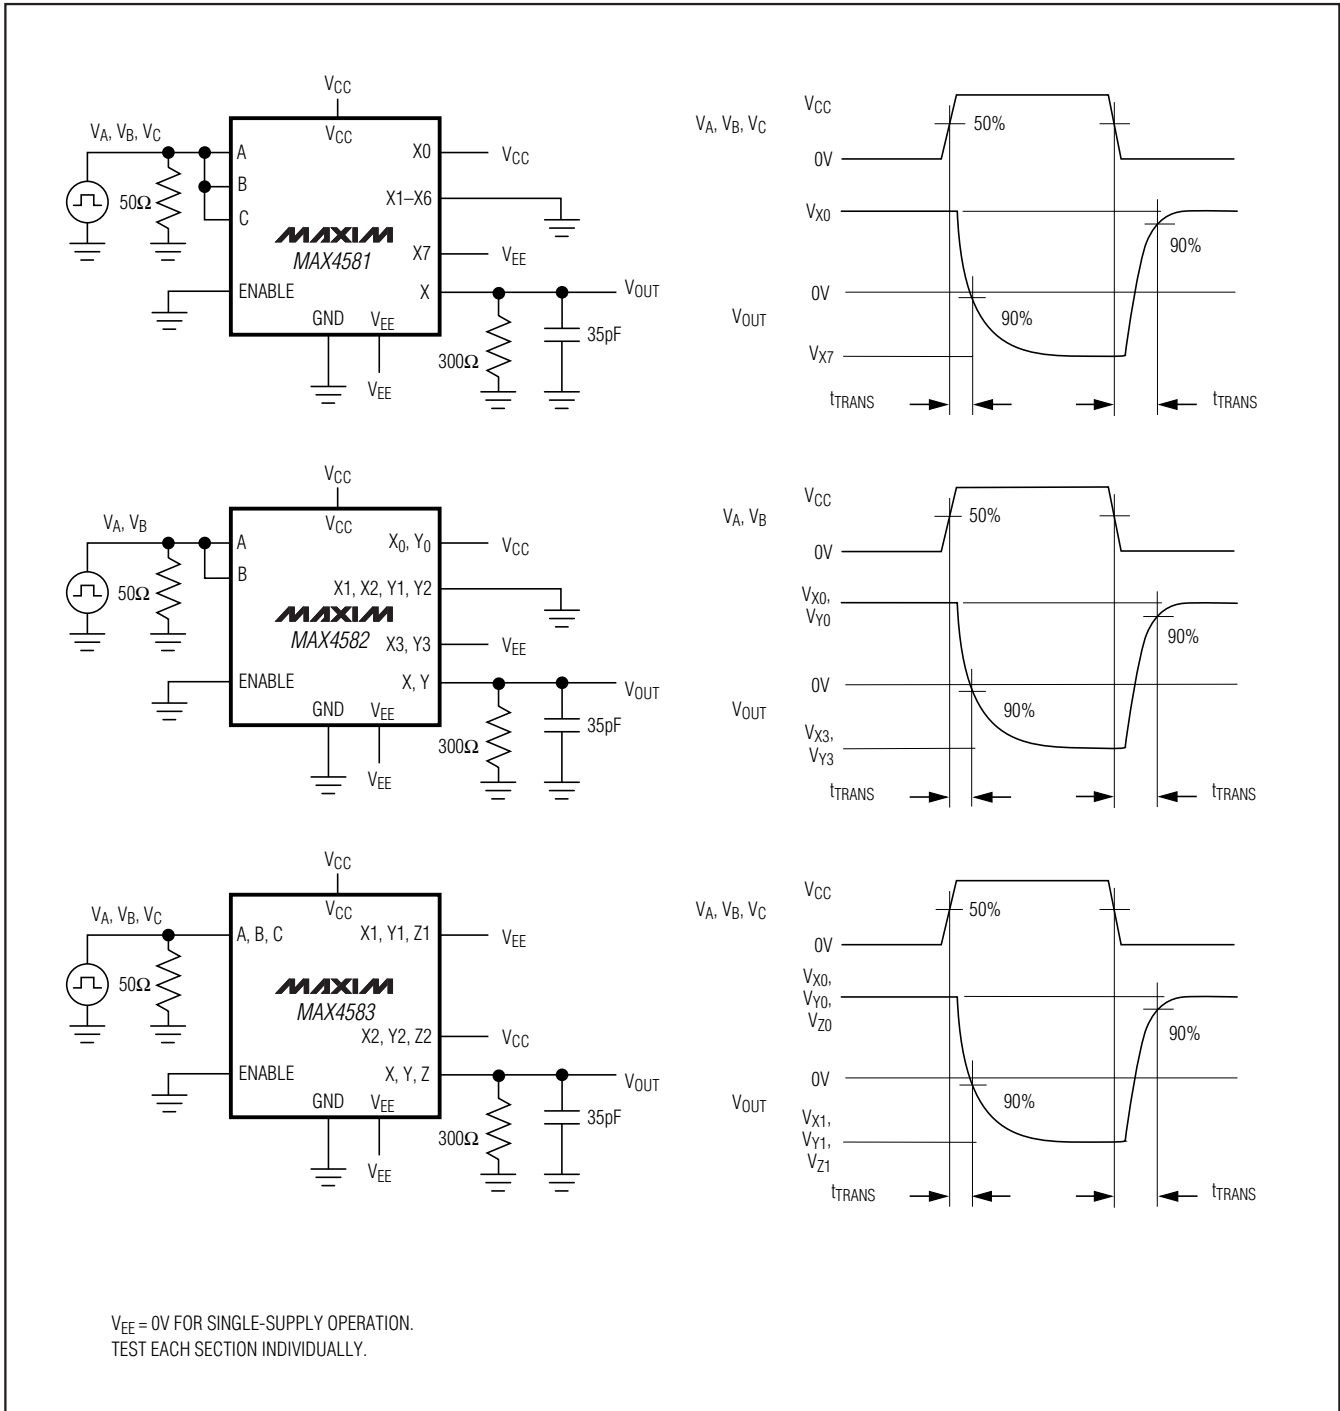 VCC
VA, VB, VC
VCC
A
X0
VCC
B
50Ω
X1–X6
C
MAXIM
MAX4581
X7
VEE
ENABLE
X
VOUT
GND
VEE
300Ω
35pF
VEE
VCC
VA, VB, VC
50%
0V
VX0
90%
0V
VOUT
90%
VX7
tTRANS
tTRANS
VCC
VA, VB
VCC
A
X0, Y0
VCC
B
50Ω
X1, X2, Y1, Y2
MAXIM
MAX4582
X3, Y3
VEE
ENABLE
X, Y
VOUT
GND
VEE
300Ω
35pF
VEE
VCC
VA, VB
50%
0V
VX0,
VY0
90%
0V
VOUT
90%
VX3,
VY3
tTRANS
tTRANS
VCC
VA, VB, VC
VCC
A, B, C
X1, Y1, Z1
VEE
50Ω
MAXIM
MAX4583
X2, Y2, Z2
VCC
ENABLE
X, Y, Z
VOUT
GND
VEE
300Ω
35pF
VEE
VCC
VA, VB, VC
50%
0V
VX0,
VY0,
VZ0
90%
0V
VOUT
90%
VX1,
VY1,
VZ1
tTRANS
tTRANS
VEE = 0V FOR SINGLE-SUPPLY OPERATION.
TEST EACH SECTION INDIVIDUALLY.